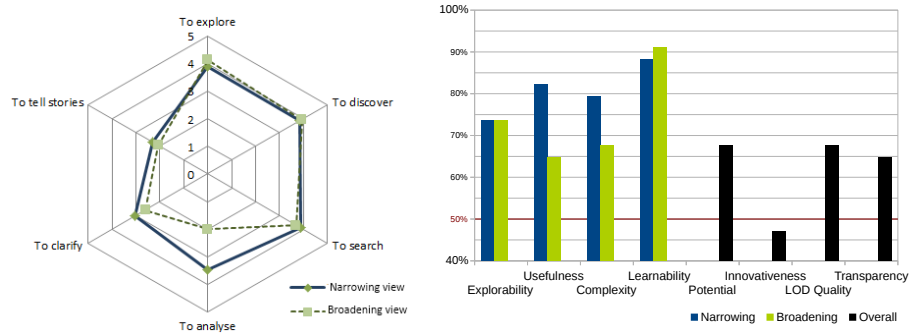 To explore
5
4
3
2
1
0
To tell stories
To discover
To clarify
To search
To analyse
Narrowing view
Broadening view
100%
90%
80%
70%
60%
50%
40%
Usefulness
Learnability
Innovativeness
Transparency
Explorability
Complexity
Potential
LOD Quality
Narrowing
Broadening
Overall